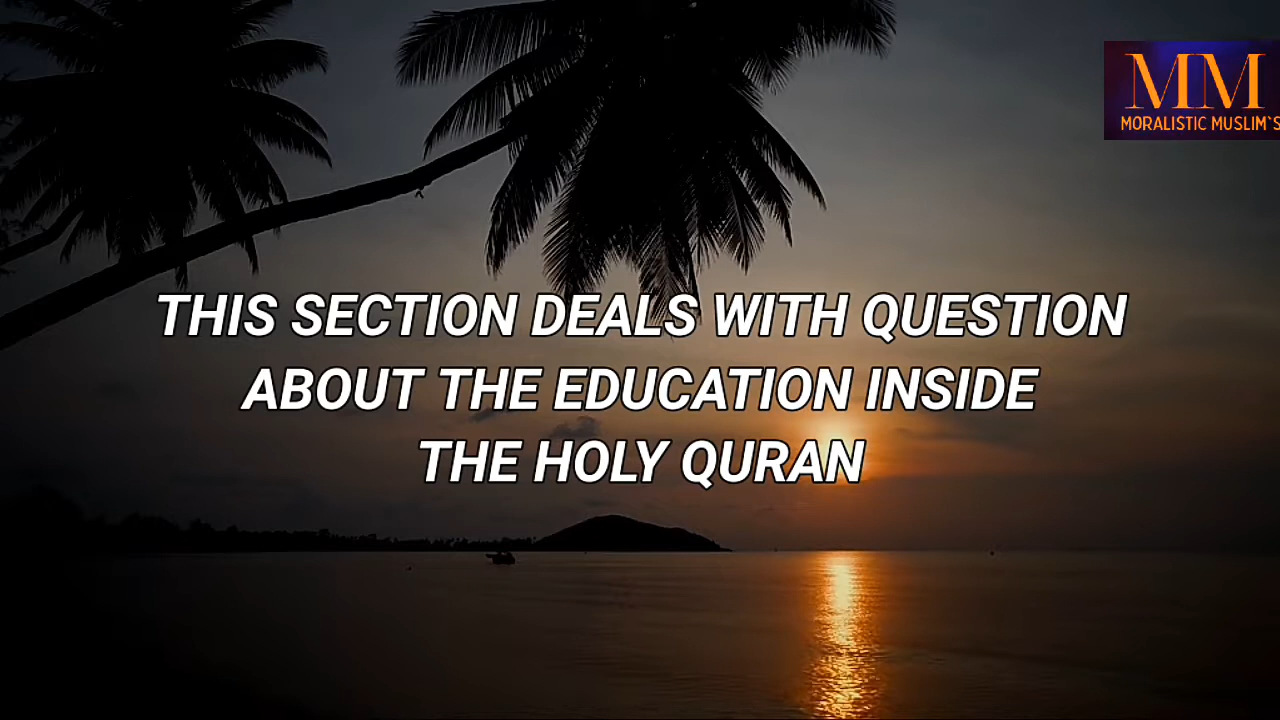 MM
MORALISTIC MUSLIM`S
THIS SECTION DEALS WITH QUESTION
ABOUT THE EDUCATION INSIDE
THE HOLY QURAN